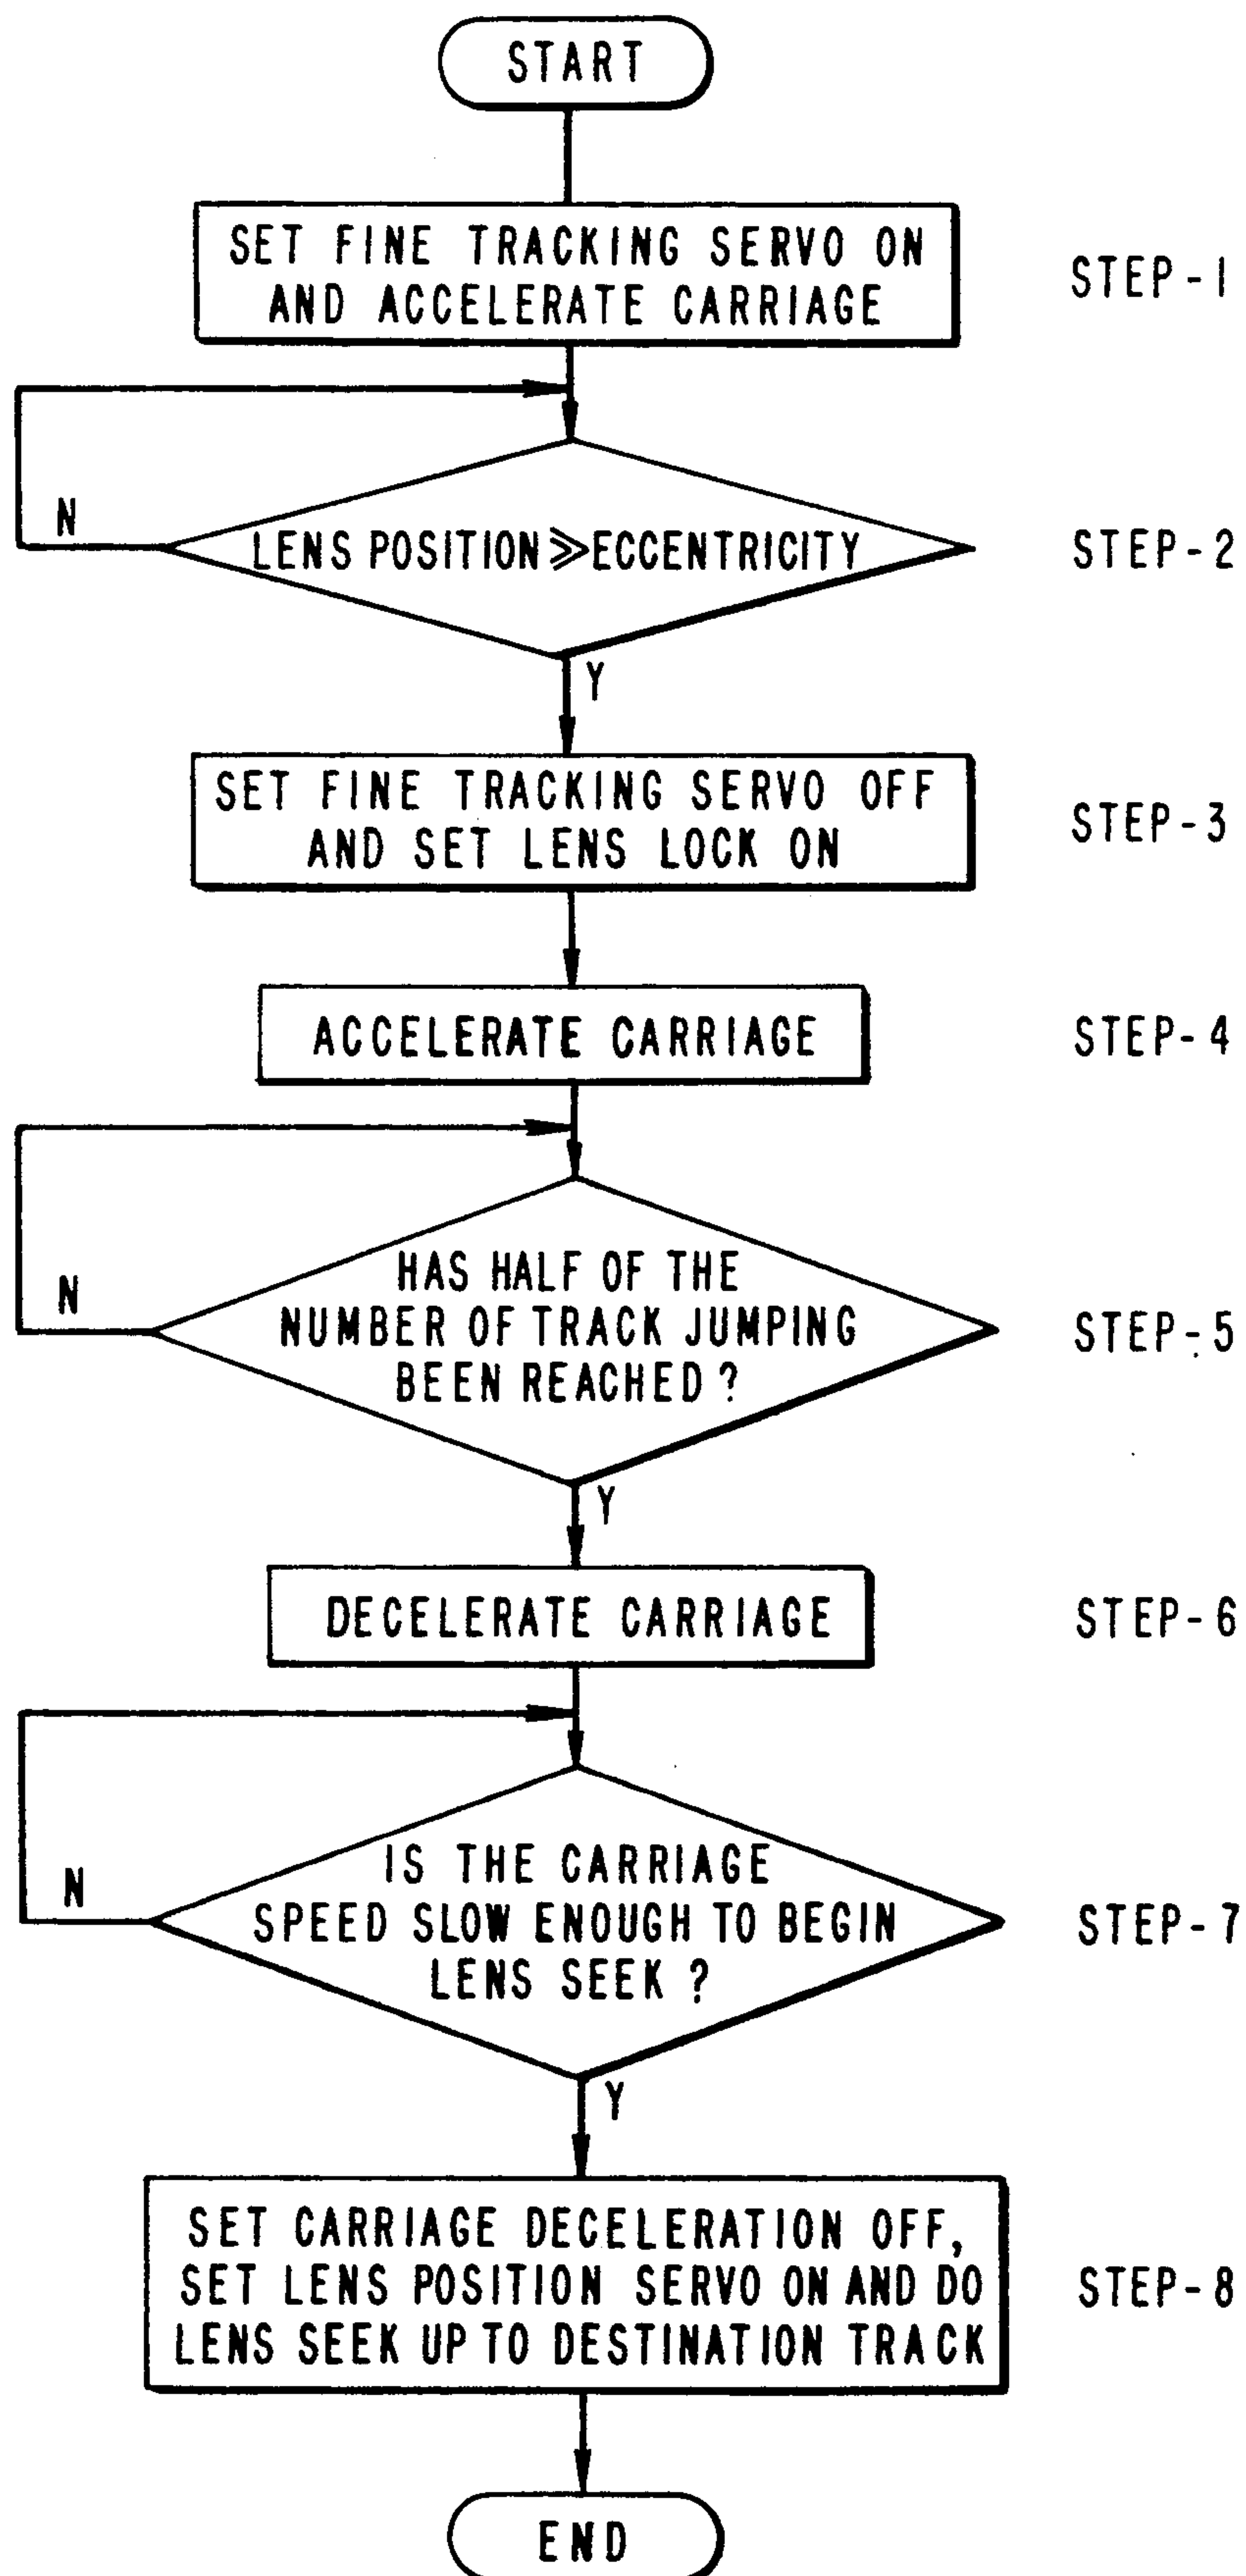 START
SET FINE TRACKING SERVO ON
AND ACCELERATE CARRIAGE
STEP-1
N
LENS POSITION≫ECCENTRICITY
STEP-2
Y
SET FINE TRACKING SERVO OFF
AND SET LENS LOCK ON
STEP-3
ACCELERATE CARRIAGE
STEP-4
N
HAS HALF OF THE
NUMBER OF TRACK JUMPING
BEEN REACHED?
STEP-5
Y
DECELERATE CARRIAGE
STEP-6
N
IS THE CARRIAGE
SPEED SLOW ENOUGH TO BEGIN
LENS SEEK?
STEP-7
Y
SET CARRIAGE DECELERATION OFF,
SET LENS POSITION SERVO ON AND DO
LENS SEEK UP TO DESTINATION TRACK
STEP-8
END